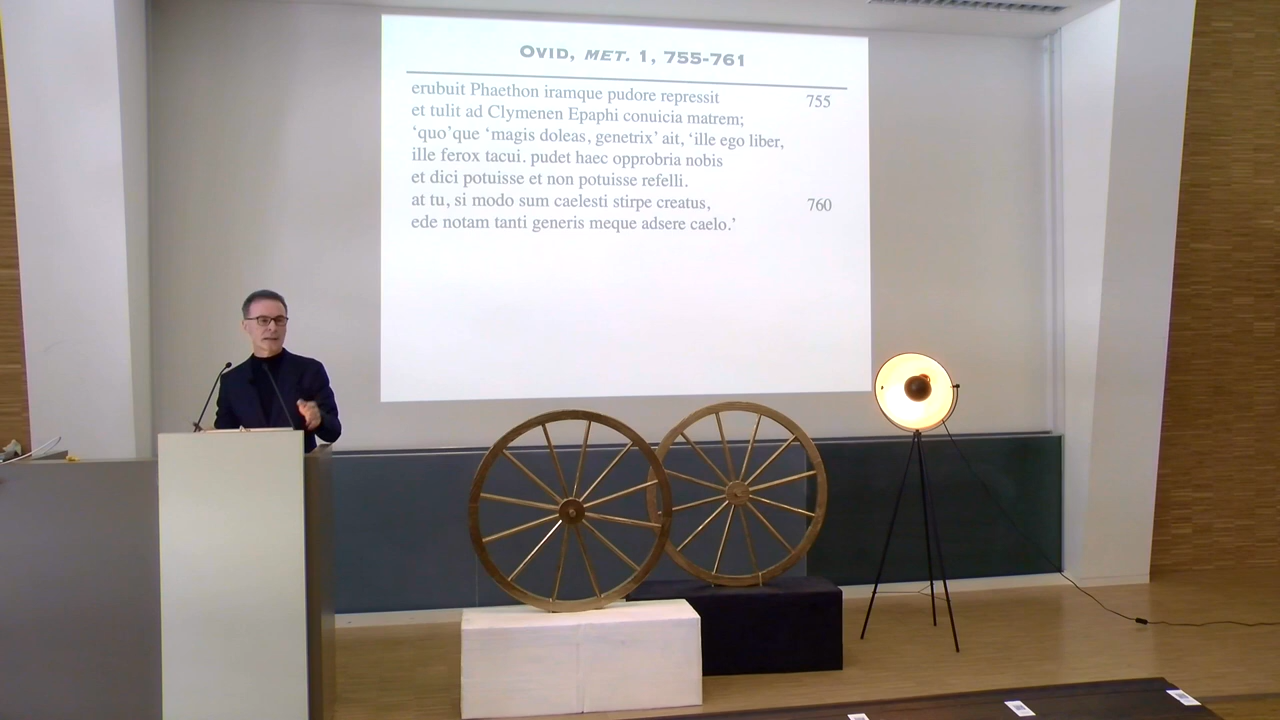 OVID, MET. 1, 755-761
erubuit Phaethon iramque pudore repressit 755
et tulit ad Clymenen Epaphi conuicia matrem;
‘quo’que ‘magis doleas, genetrix’ ait, ‘ille ego liber,
ille ferox tacui. pudet haec opprobria nobis
et dici potuisse et non potuisse refelli.
at tu, si modo sum caelesti stirpe creatus, 760
ede notam tanti generis meque adsere caelo.’